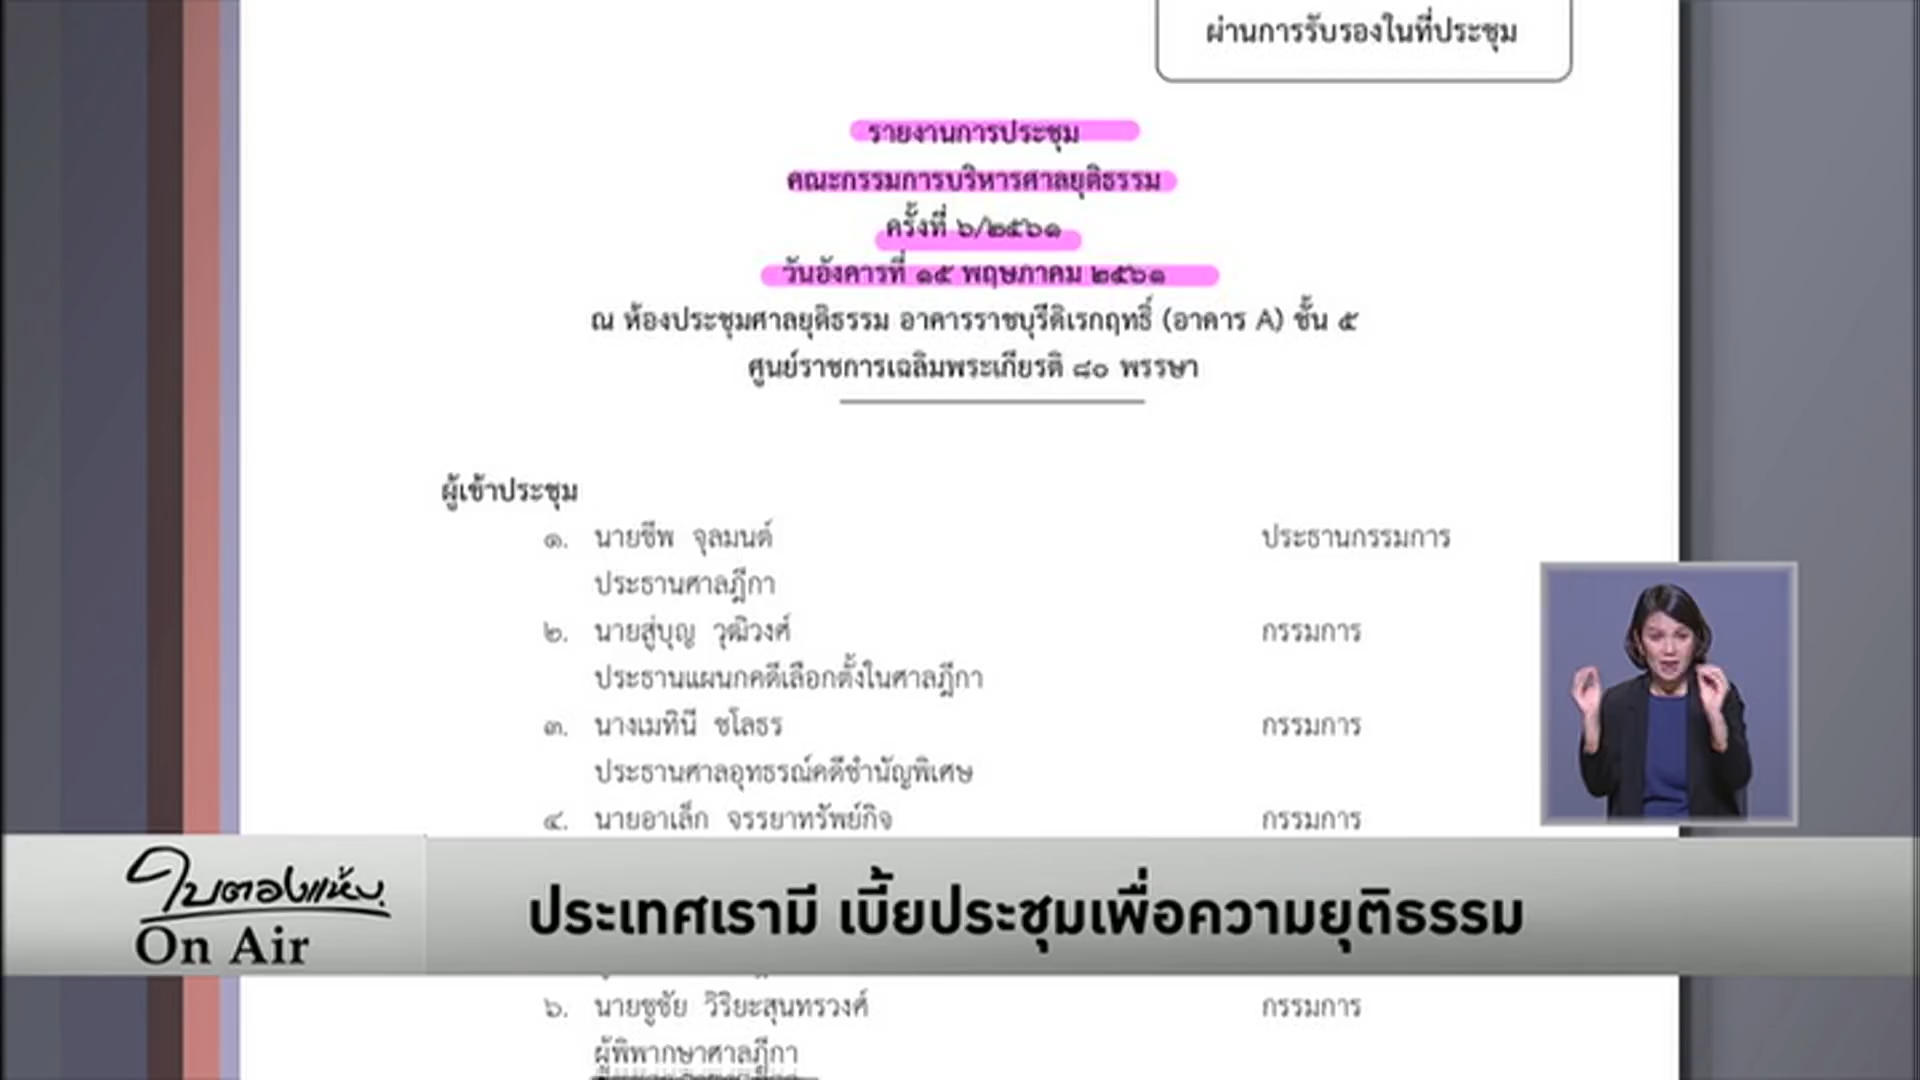 ผ่านการรับรองในที่ประชุม
รายงานการประชุม
คณะกรรมการบริหารศาลยุติธรรม
ครั้งที่ ๖/๒๕๖๑
วันอังคารที่ ๑๕ พฤษภาคม ๒๕๖๑
ณ ห้องประชุมศาลยุติธรรม อาคารราชบุรีดิเรกฤทธิ์ (อาคาร A) ชั้น ๕
ศูนย์ราชการเฉลิมพระเกียรติ ๘๐ พรรษา
ผู้เข้าประชุม
๑. นายชีพ จุลมนต์ ประธานกรรมการ
ประธานศาลฎีกา
๒. นายสู่บุญ วุฒิวงศ์ กรรมการ
ประธานแผนกคดีเลือกตั้งในศาลฎีกา
๓. นางเมทินี ชโลธร กรรมการ
ประธานศาลอุทธรณ์คดีชำนัญพิเศษ
๔. นายอาเล็ก จรรยาทรัพย์กิจ กรรมการ
ใบตองแห้ง
On Air
ประเทศเรามี เบี้ยประชุมเพื่อความยุติธรรม
๖. นายชูชัย วิริยะสุนทรวงศ์ กรรมการ
ผู้พิพากษาศาลฎีกา